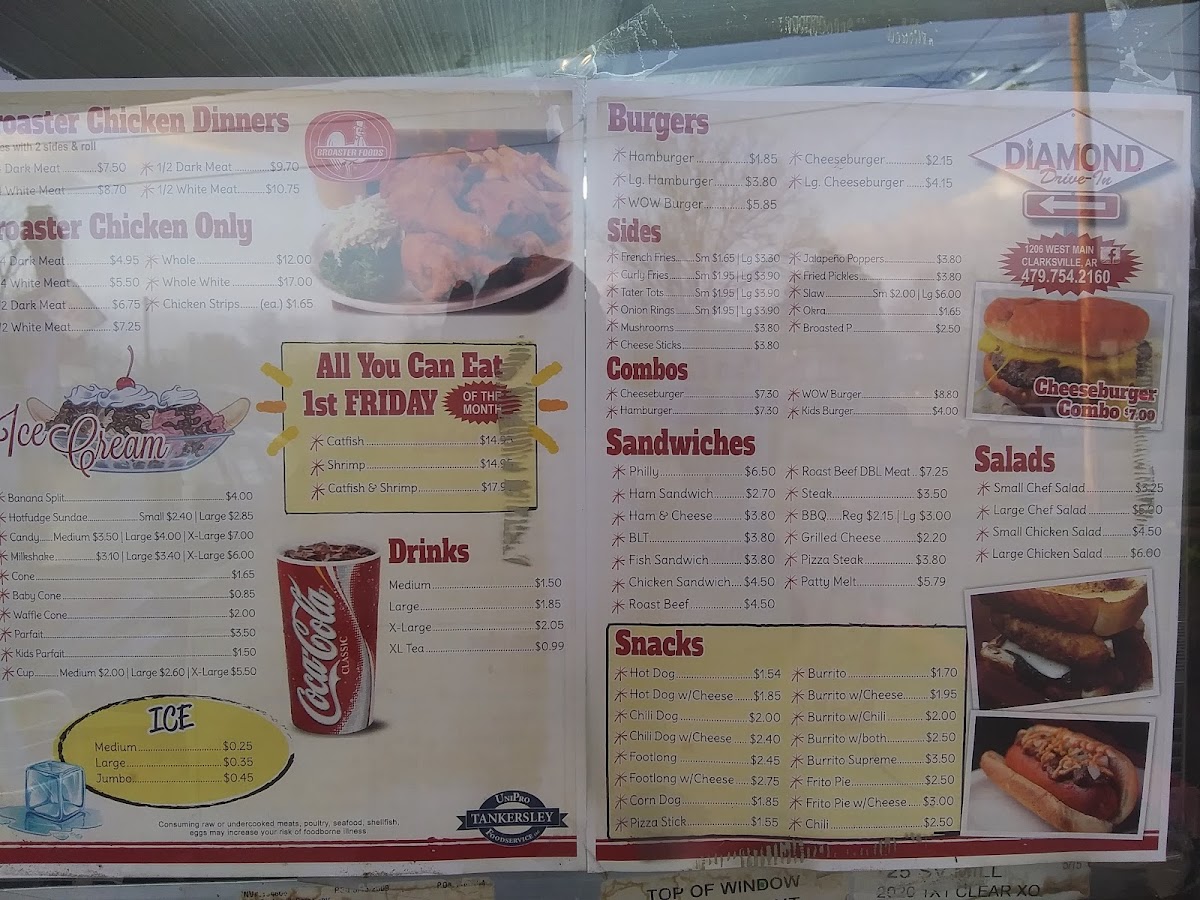 Broaster Chicken Dinners
with 2 sides & roll
Dark Meat $7.50 1/2 Dark Meat $9.70
White Meat $8.70 1/2 White Meat $10.75
BROASTER FOODS
Broaster Chicken Only
Dark Meat $4.95 Whole $12.00
White Meat $5.50 Whole White $17.00
Dark Meat $6.75 Chicken Strips (ea.) $1.65
White Meat $7.25
Ice Cream
Banana Split $4.00
Hotfudge Sundae Small $2.40 | Large $2.85
Candy Medium $3.50 | Large $4.00 | X-Large $7.00
Milkshake $3.10 | Large $3.40 | X-Large $6.00
Cone $1.65
Baby Cone $0.85
Waffle Cone $2.00
Parfait $3.50
Kids Parfait $1.50
Cup Medium $2.00 | Large $2.60 | X-Large $5.50
ICE
Medium $0.25
Large $0.35
Jumbo $0.45
All You Can Eat
1st FRIDAY OF THE MONTH
Catfish $14.95
Shrimp $14.95
Catfish & Shrimp
Drinks
Medium $1.50
Large $1.85
X-Large $2.05
XL Tea $0.99
Coca-Cola
CLASSIC
Consuming raw or undercooked meats, poultry, seafood, shellfish,
eggs may increase your risk of foodborne illness
UNIPRO
TANKERSLEY
FOODSERVICE
Burgers
Hamburger $1.85 Cheeseburger $2.15
Lg. Hamburger $3.80 Lg. Cheeseburger $4.15
WOW Burger $5.85
DIAMOND
Drive-In
1206 WEST MAIN
CLARKSVILLE, AR
479.754.2160
Sides
French Fries Sm $1.65 | Lg $3.60 Jalapeño Poppers $3.80
Curly Fries Sm $1.95 | Lg $3.90 Fried Pickles $3.80
Tater Tots Sm $1.95 | Lg $3.90 Slaw Sm $2.00 | Lg $6.00
Onion Rings Sm $1.95 | Lg $3.90 Okra $1.65
Mushrooms $3.80 Broasted P $2.50
Cheese Sticks $3.80
Combos
Cheeseburger $7.30 WOW Burger $8.80
Hamburger $7.30 Kids Burger $4.00
Cheeseburger
Combo $7.09
Sandwiches
Philly $6.50 Roast Beef DBL Meat $7.25
Ham Sandwich $2.70 Steak $3.50
Ham & Cheese $3.80 BBQ Reg $2.15 | Lg $3.00
BLT $3.80 Grilled Cheese $2.20
Fish Sandwich $3.80 Pizza Steak $3.80
Chicken Sandwich $4.50 Patty Melt $5.79
Roast Beef $4.50
Salads
Small Chef Salad
Large Chef Salad
Small Chicken Salad $4.50
Large Chicken Salad $6.00
Snacks
Hot Dog $1.54 Burrito $1.70
Hot Dog w/Cheese $1.85 Burrito w/Cheese $1.95
Chili Dog $2.00 Burrito w/Chili $2.00
Chili Dog w/Cheese $2.40 Burrito w/both $2.50
Footlong $2.45 Burrito Supreme $3.50
Footlong w/Cheese $2.75 Frito Pie $2.50
Corn Dog $1.85 Frito Pie w/Cheese $3.00
Pizza Stick $1.55 Chili $2.50
TOP OF WINDOW